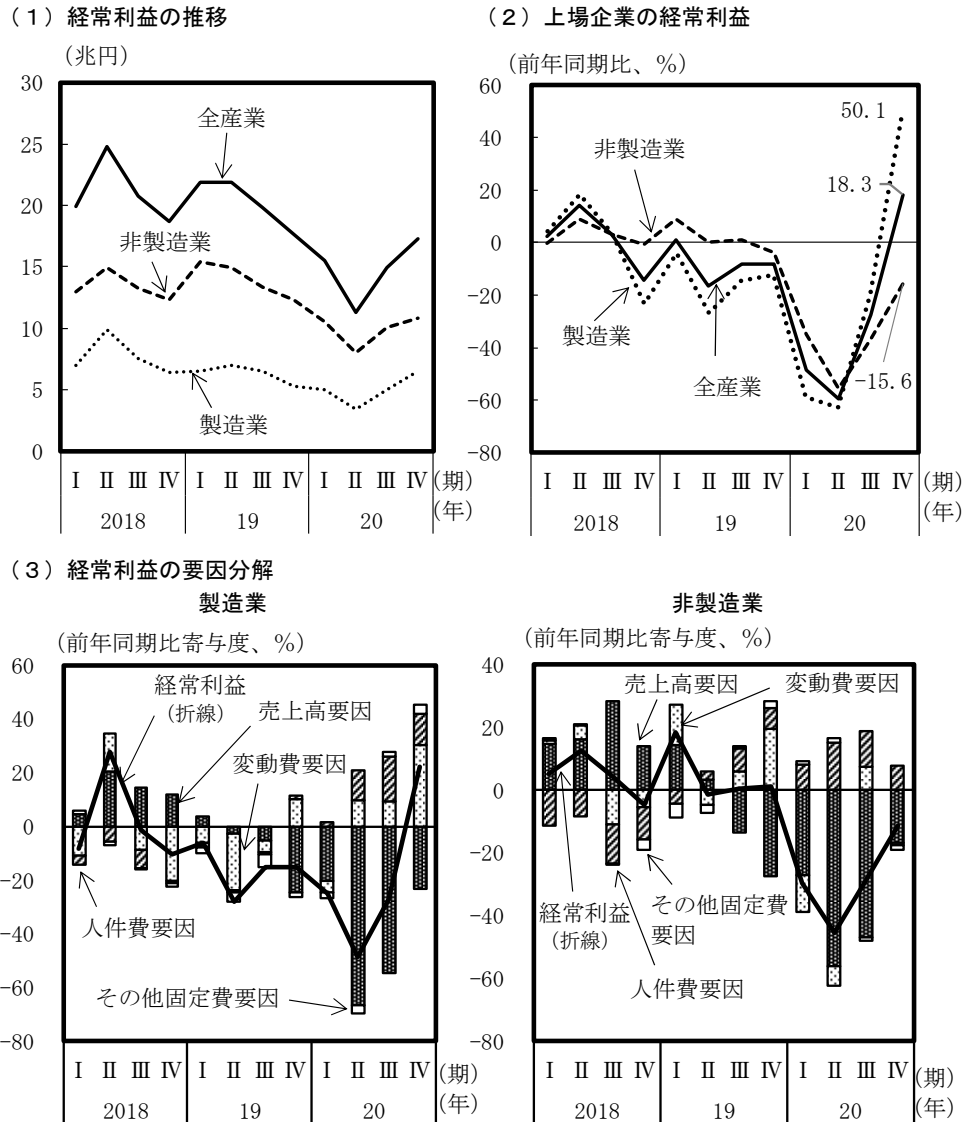 （１）経常利益の推移
（兆円）
30
25
20
15
10
5
0
全産業
非製造業
製造業
Ⅰ Ⅱ Ⅲ Ⅳ Ⅰ Ⅱ Ⅲ Ⅳ Ⅰ Ⅱ Ⅲ Ⅳ (期)
2018 19 20 (年)
（２）上場企業の経常利益
（前年同期比、％）
60
40
20
0
-20
-40
-60
-80
非製造業
製造業
全産業
50.1
18.3
-15.6
Ⅰ Ⅱ Ⅲ Ⅳ Ⅰ Ⅱ Ⅲ Ⅳ Ⅰ Ⅱ Ⅲ Ⅳ (期)
2018 19 20 (年)
（３）経常利益の要因分解
製造業
（前年同期比寄与度、％）
60
40
20
0
-20
-40
-60
-80
経常利益
(折線)
売上高要因
変動費要因
人件費要因
その他固定費要因
Ⅰ Ⅱ Ⅲ Ⅳ Ⅰ Ⅱ Ⅲ Ⅳ Ⅰ Ⅱ Ⅲ Ⅳ (期)
2018 19 20 (年)
非製造業
（前年同期比寄与度、％）
40
20
0
-20
-40
-60
-80
売上高要因
変動費要因
経常利益
(折線)
その他固定費
要因
人件費要因
Ⅰ Ⅱ Ⅲ Ⅳ Ⅰ Ⅱ Ⅲ Ⅳ Ⅰ Ⅱ Ⅲ Ⅳ (期)
2018 19 20 (年)